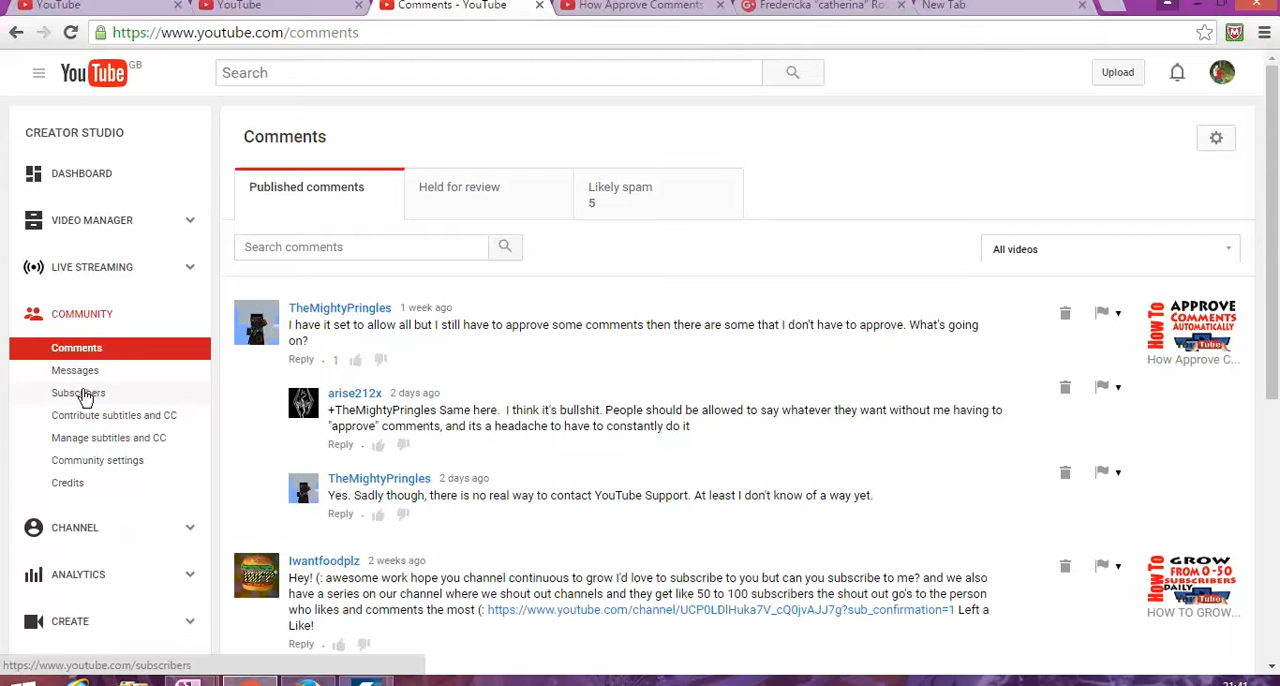 YouTube
YouTube
Comments - YouTube
How Approve Comments
Fredericka "catherina" Ro
New Tab
https://www.youtube.com/comments
YouTube GB
Search
Upload
CREATOR STUDIO
DASHBOARD
VIDEO MANAGER
LIVE STREAMING
COMMUNITY
Comments
Messages
Subscribers
Contribute subtitles and CC
Manage subtitles and CC
Community settings
Credits
CHANNEL
ANALYTICS
CREATE
Comments
Published comments
Held for review
Likely spam
5
Search comments
All videos
TheMightyPringles 1 week ago
I have it set to allow all but I still have to approve some comments then there are some that I don't have to approve. What's going
on?
Reply . 1
HowTo APPROVE
COMMENTS
AUTOMATICALLY
YouTube
How Approve C...
arise212x 2 days ago
+TheMightyPringles Same here. I think it's bullshit. People should be allowed to say whatever they want without me having to
"approve" comments, and its a headache to have to constantly do it
Reply .
TheMightyPringles 2 days ago
Yes. Sadly though, there is no real way to contact YouTube Support. At least I don't know of a way yet.
Reply .
Iwantfoodplz 2 weeks ago
Hey! (: awesome work hope you channel continuous to grow I'd love to subscribe to you but can you subscribe to me? and we also
have a series on our channel where we shout out channels and they get like 50 to 100 subscribers the shout out go's to the person
who likes and comments the most (: https://www.youtube.com/channel/UCP0LDlHuka7V_cQ0jvAJJ7g?sub_confirmation=1 Left a
Like!
Reply .
HowTo GROW
FROM 0-50
SUBSCRIBERS
DAILY
YouTube
HOW TO GROW...
https://www.youtube.com/subscribers
21:41